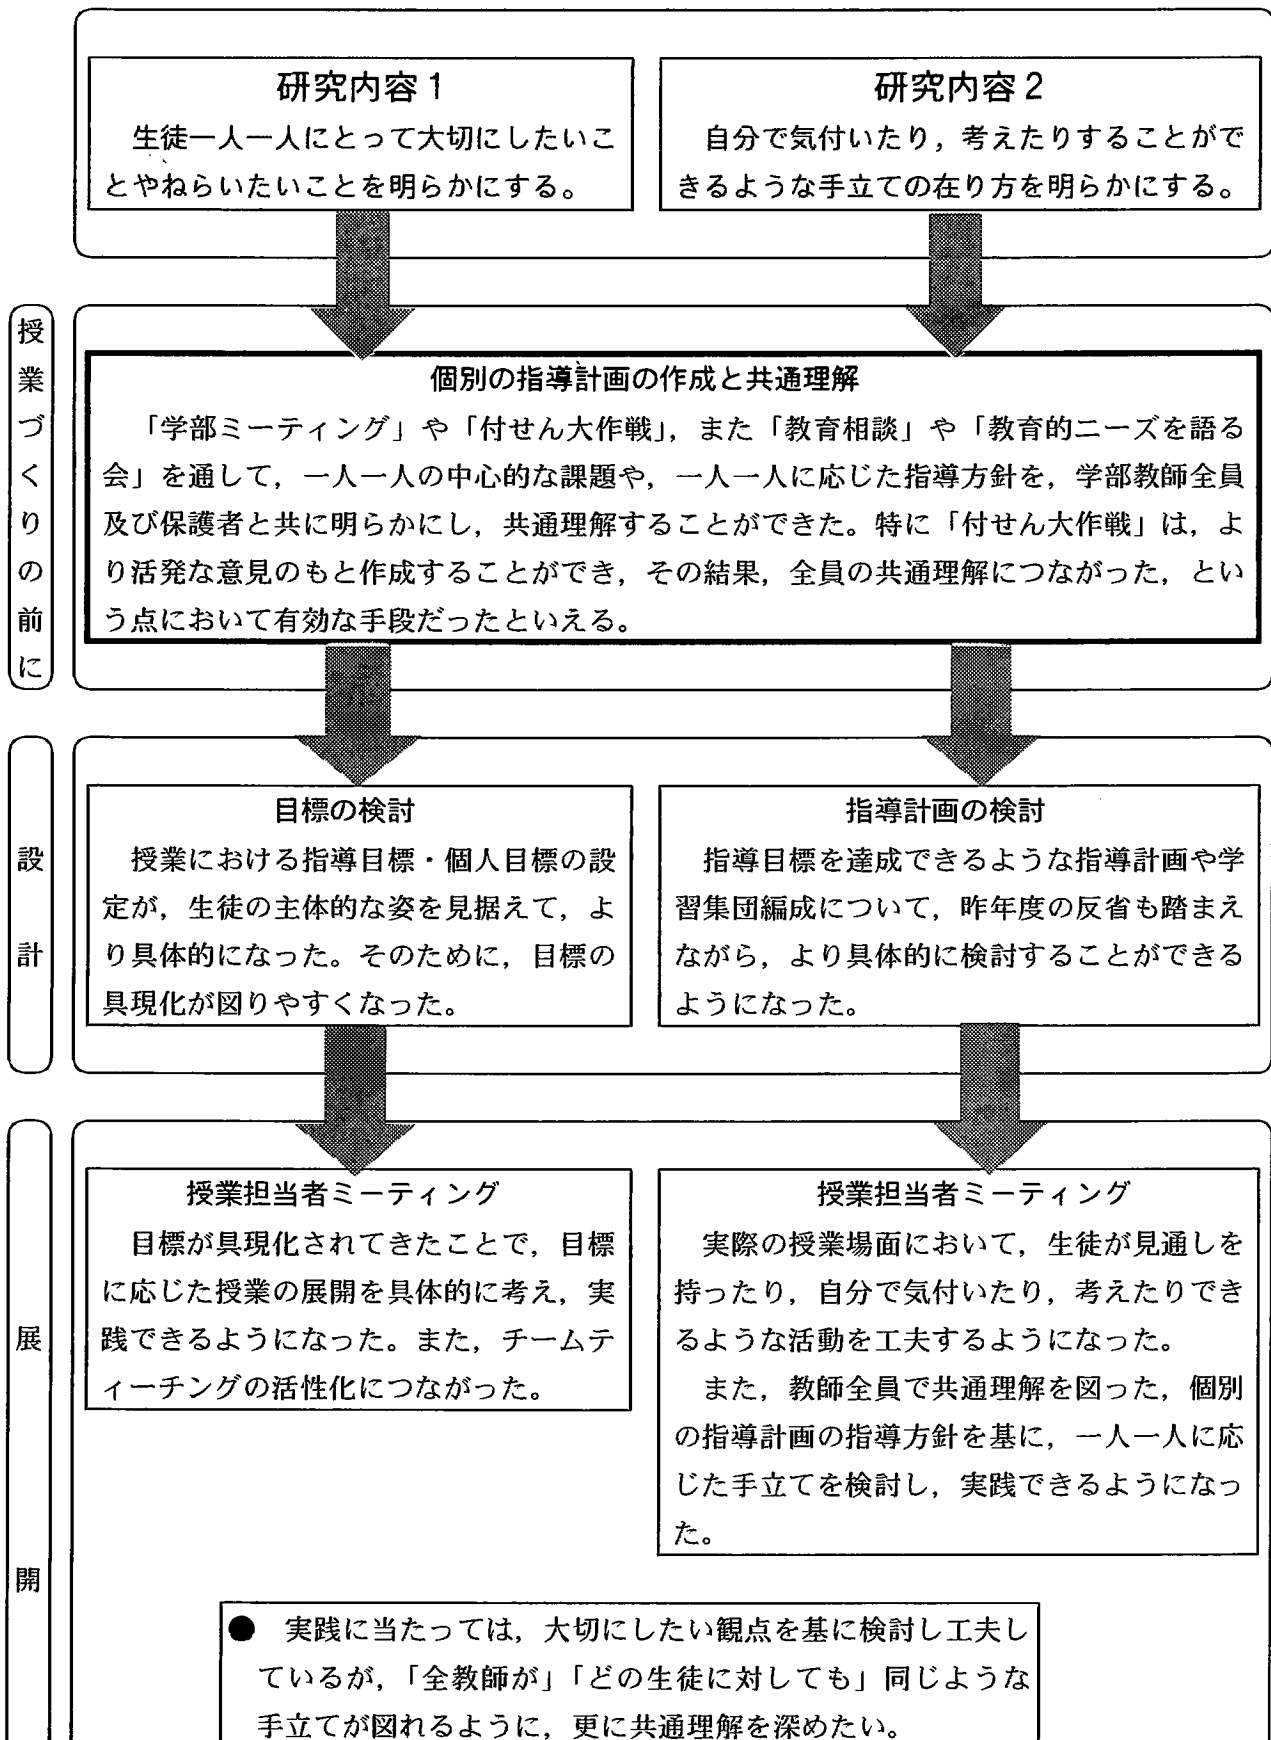 研究内容1
生徒一人一人にとって大切にしたいこ
とやねらいたいことを明らかにする。
研究内容2
自分で気付いたり，考えたりすることがで
きるような手立ての在り方を明らかにする。
授業づくりの前に
個別の指導計画の作成と共通理解
「学部ミーティング」や「付せん大作戦」，また「教育相談」や「教育的ニーズを語る
会」を通して，一人一人の中心的な課題や，一人一人に応じた指導方針を，学部教師全員
及び保護者と共に明らかにし，共通理解することができた。特に「付せん大作戦」は，よ
り活発な意見のもと作成することができ，その結果，全員の共通理解につながった，とい
う点において有効な手段だったといえる。
設計
目標の検討
授業における指導目標・個人目標の設
定が，生徒の主体的な姿を見据えて，よ
り具体的になった。そのために，目標の
具現化が図りやすくなった。
指導計画の検討
指導目標を達成できるような指導計画や学
習集団編成について，昨年度の反省も踏まえ
ながら，より具体的に検討することができる
ようになった。
展開
授業担当者ミーティング
目標が具現化されてきたことで，目標
に応じた授業の展開を具体的に考え，実
践できるようになった。また，チームテ
ィーチングの活性化につながった。
授業担当者ミーティング
実際の授業場面において，生徒が見通しを
持ったり，自分で気付いたり，考えたりでき
るような活動を工夫するようになった。
また，教師全員で共通理解を図った，個別
の指導計画の指導方針を基に，一人一人に応
じた手立てを検討し，実践できるようになっ
た。
● 実践に当たっては，大切にしたい観点を基に検討し工夫し
ているが，「全教師が」「どの生徒に対しても」同じような
手立てが図れるように，更に共通理解を深めたい。